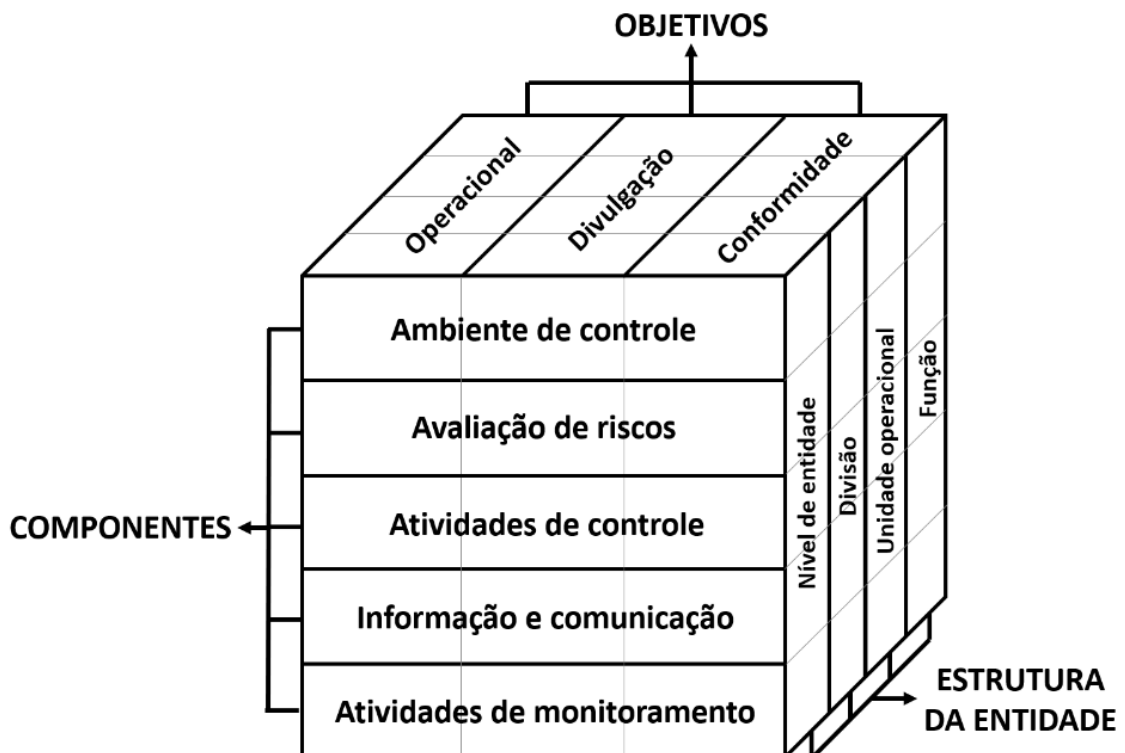 OBJETIVOS
Operacional
Divulgação
Conformidade
Ambiente de controle
Avaliação de riscos
Atividades de controle
Informação e comunicação
Atividades de monitoramento
COMPONENTES
Nível de entidade
Divisão
Unidade operacional
Função
ESTRUTURA
DA ENTIDADE